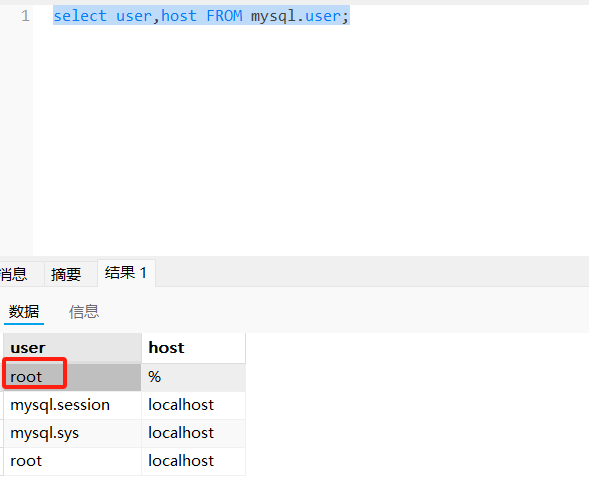 1 select user,host FROM mysql.user;
消息 摘要 结果 1
数据 信息
user host
root %
mysql.session localhost
mysql.sys localhost
root localhost